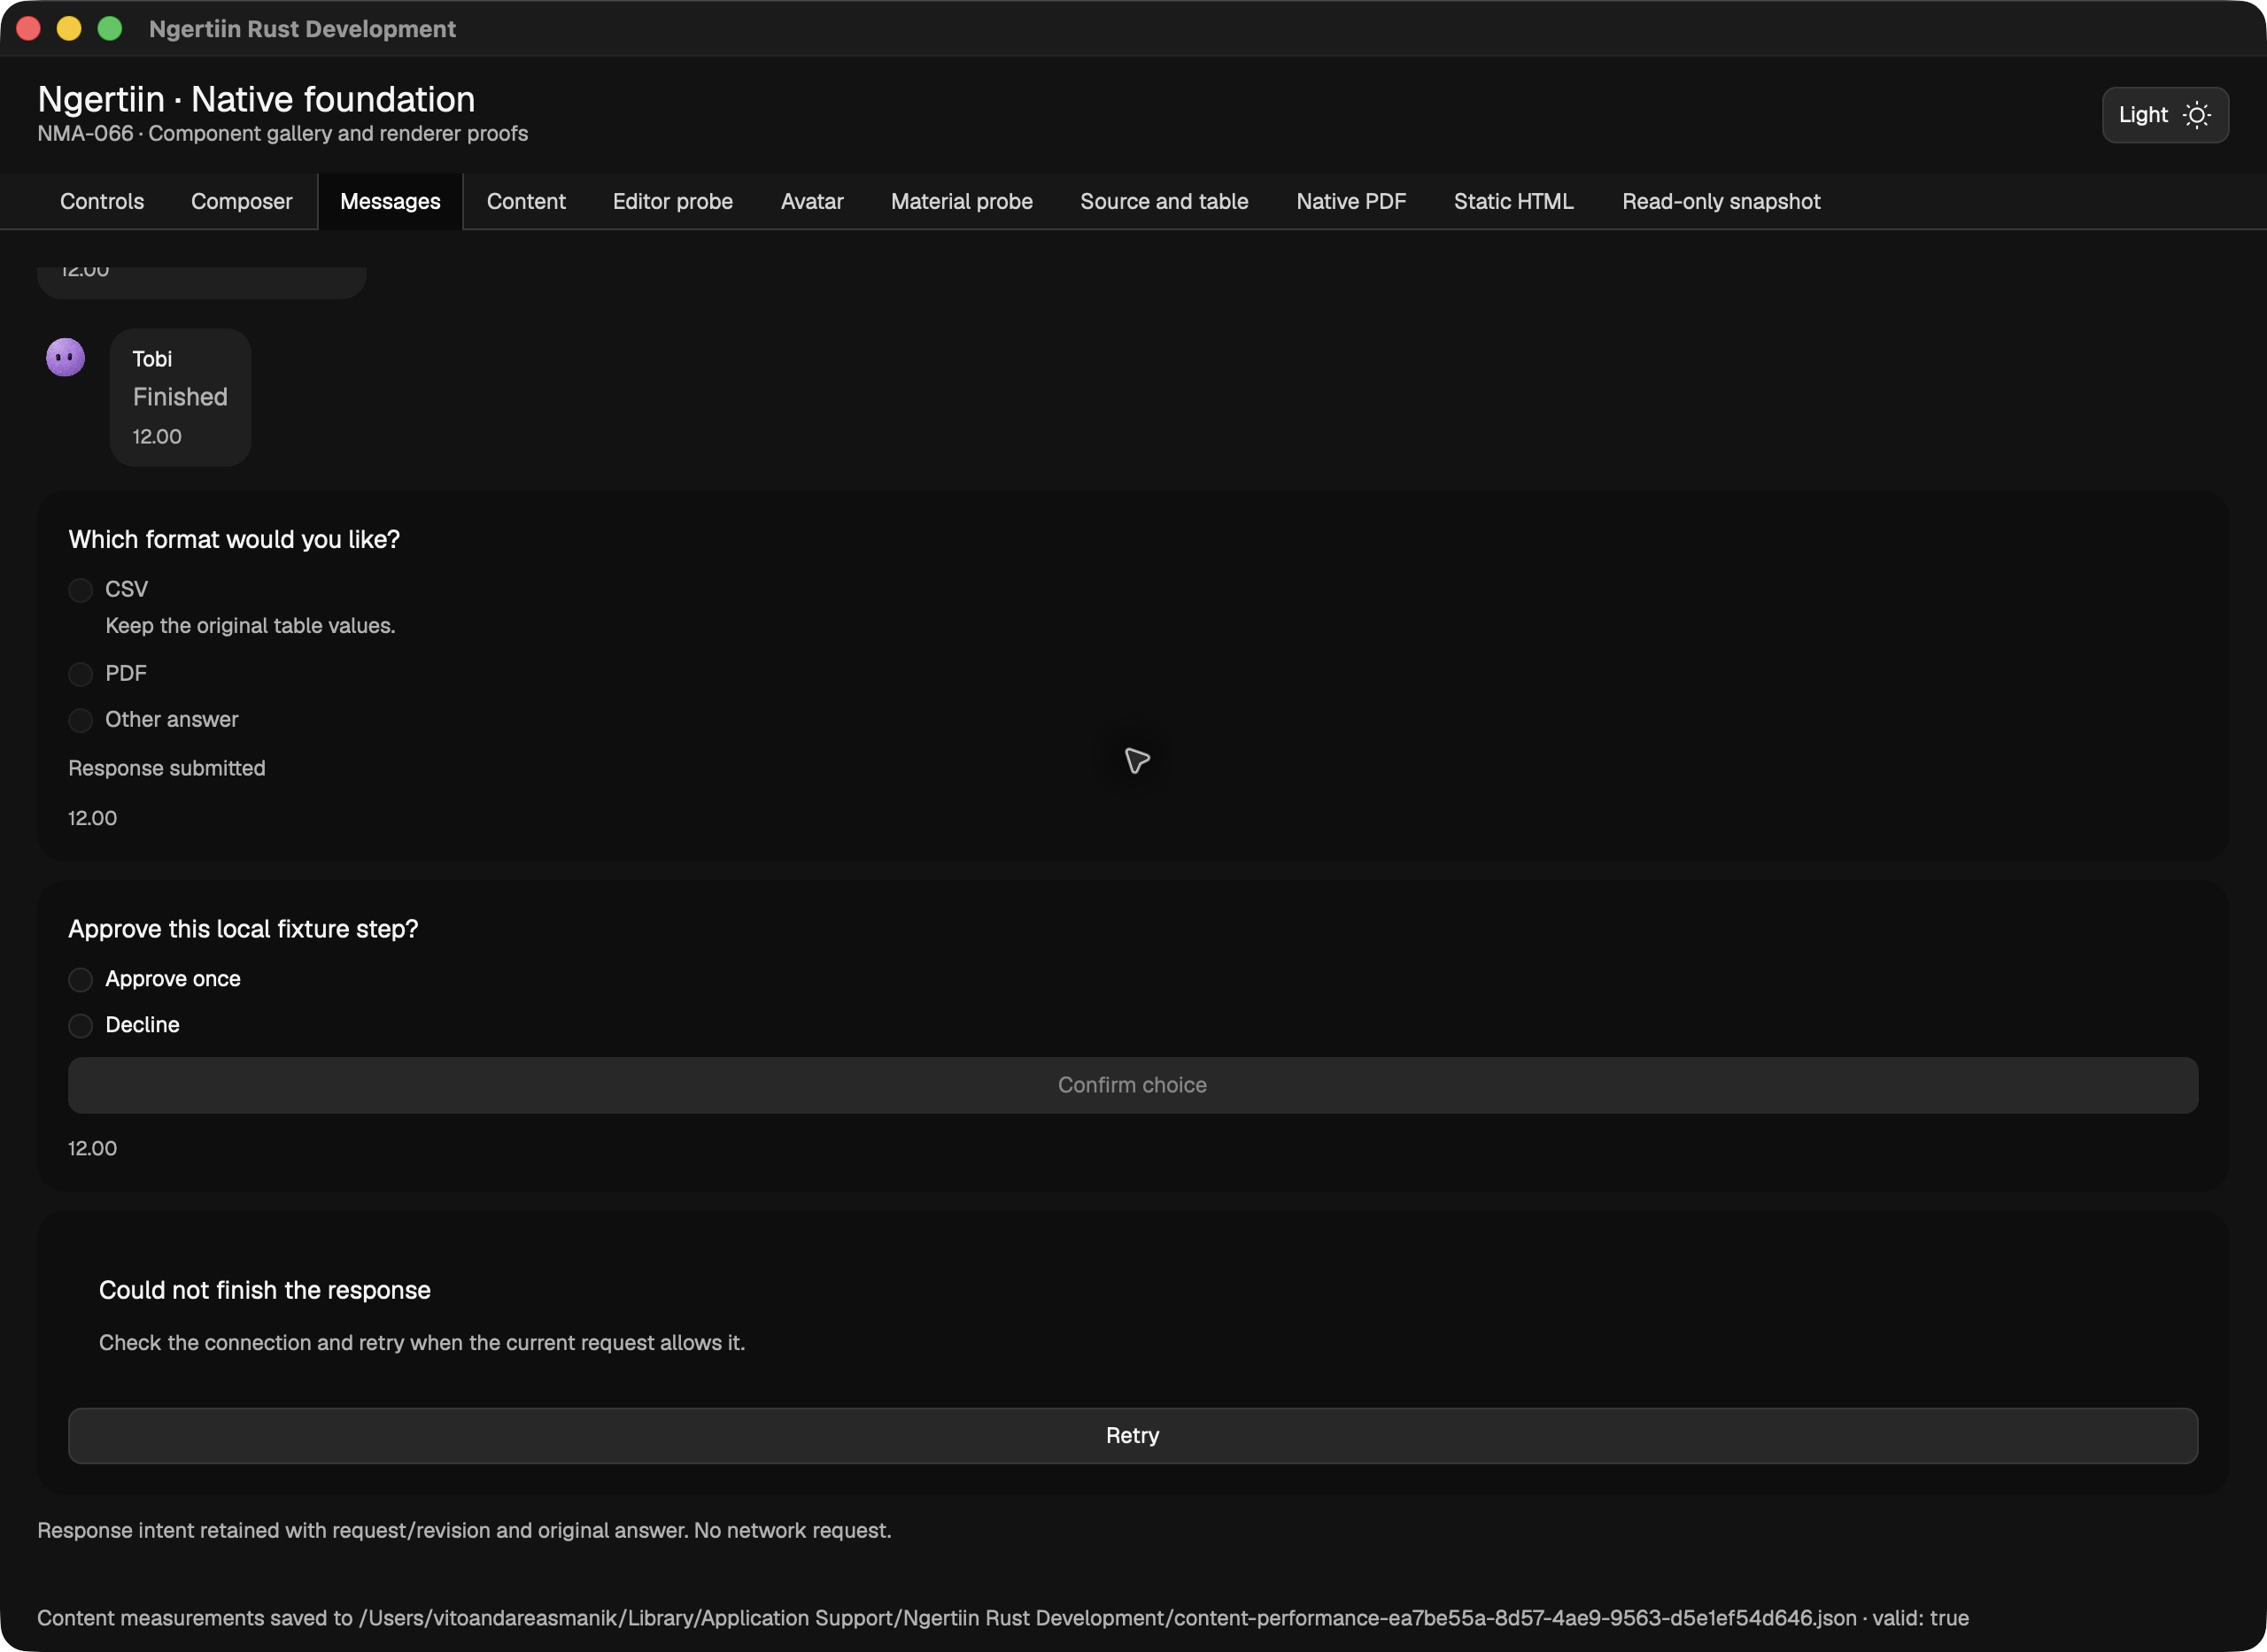 Ngertiin Rust Development
Ngertiin · Native foundation
NMA-066 · Component gallery and renderer proofs
Light
Controls
Composer
Messages
Content
Editor probe
Avatar
Material probe
Source and table
Native PDF
Static HTML
Read-only snapshot
12.00
Tobi
Finished
12.00
Which format would you like?
CSV
Keep the original table values.
PDF
Other answer
Response submitted
12.00
Approve this local fixture step?
Approve once
Decline
Confirm choice
12.00
Could not finish the response
Check the connection and retry when the current request allows it.
Retry
Response intent retained with request/revision and original answer. No network request.
Content measurements saved to /Users/vitoandareasmanik/Library/Application Support/Ngertiin Rust Development/content-performance-ea7be55a-8d57-4ae9-9563-d5e1ef54d646.json · valid: true